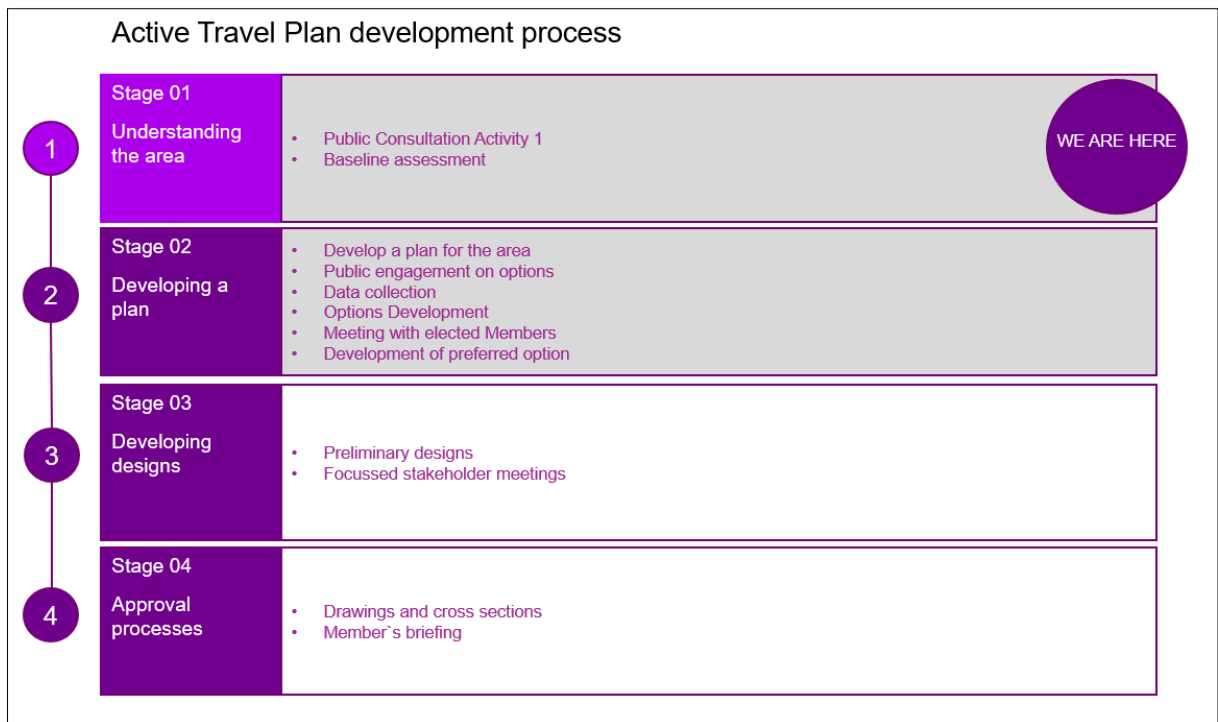 Active Travel Plan development process
1
Stage 01
Understanding
the area
• Public Consultation Activity 1
• Baseline assessment
WE ARE HERE
2
Stage 02
Developing a
plan
• Develop a plan for the area
• Public engagement on options
• Data collection
• Options Development
• Meeting with elected Members
• Development of preferred option
3
Stage 03
Developing
designs
• Preliminary designs
• Focussed stakeholder meetings
4
Stage 04
Approval
processes
• Drawings and cross sections
• Member`s briefing